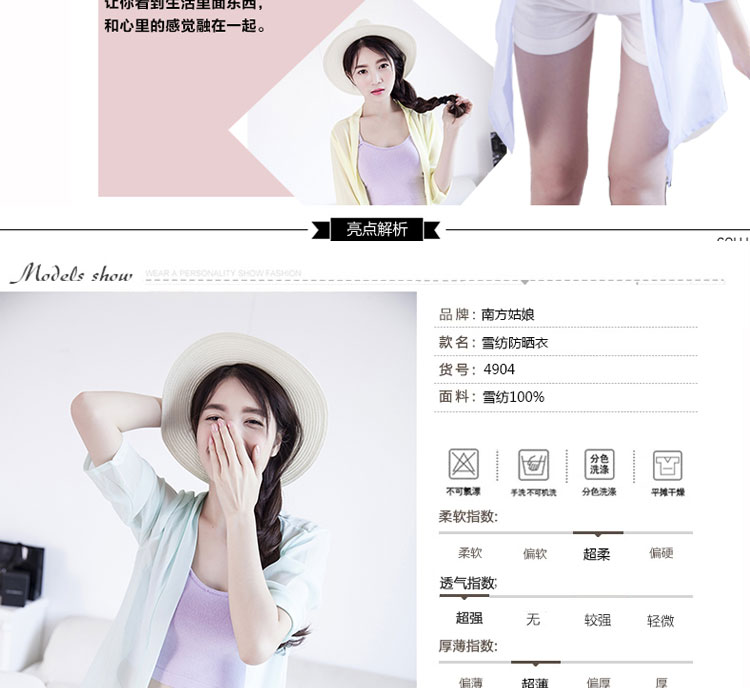 让你看到生活里面东西，
和心里的感觉融在一起。
亮点解析
Models show
WEAR A PERSONALITY SHOW FASHION
品牌：南方姑娘
款名：雪纺防晒衣
货号：4904
面料：雪纺100%
分色
洗涤
不可氯漂 手洗 不可机洗 分色洗涤 平摊干燥
柔软指数:
柔软 偏软 超柔 偏硬
透气指数:
超强 无 较强 轻微
厚薄指数:
偏薄 超薄 偏厚 厚